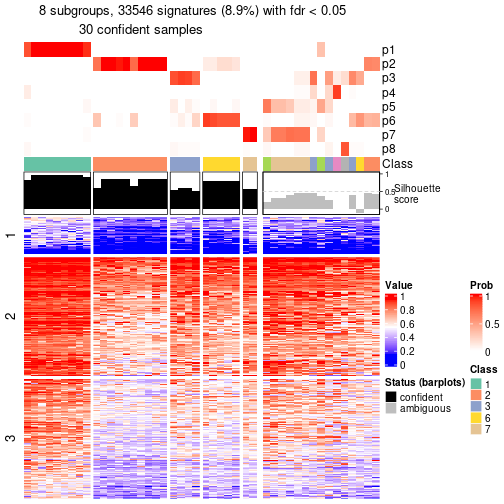 8 subgroups, 33546 signatures (8.9%) with fdr < 0.05
30 confident samples
p1
p2
p3
p4
p5
p6
p7
p8
Class
1
0.5
0
Silhouette
score
1
2
3
Value
1
0.8
0.6
0.4
0.2
0
Prob
1
0.5
0
Status (barplots)
confident
ambiguous
Class
1
2
3
6
7